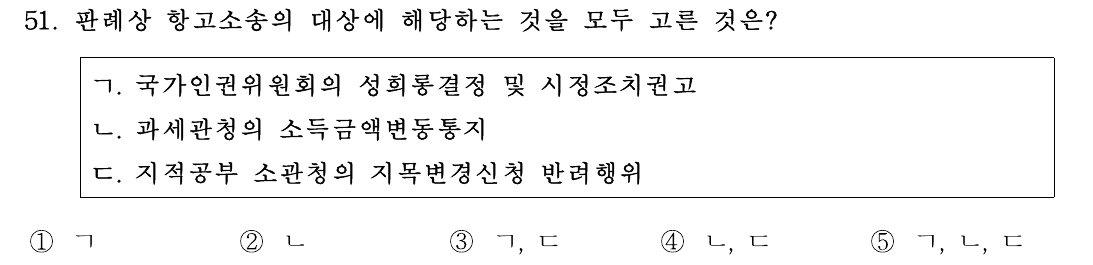 51. 판례상 항고소송의 대상에 해당하는 것을 모두 고른 것은?
ㄱ. 국가인권위원회의 성희롱결정 및 시정조치권고
ㄴ. 과세관청의 소득금액변동통지
ㄷ. 지적공부 소관청의 지목변경신청 반려행위
① ㄱ ② ㄴ ③ ㄱ, ㄷ ④ ㄴ, ㄷ ⑤ ㄱ, ㄴ, ㄷ